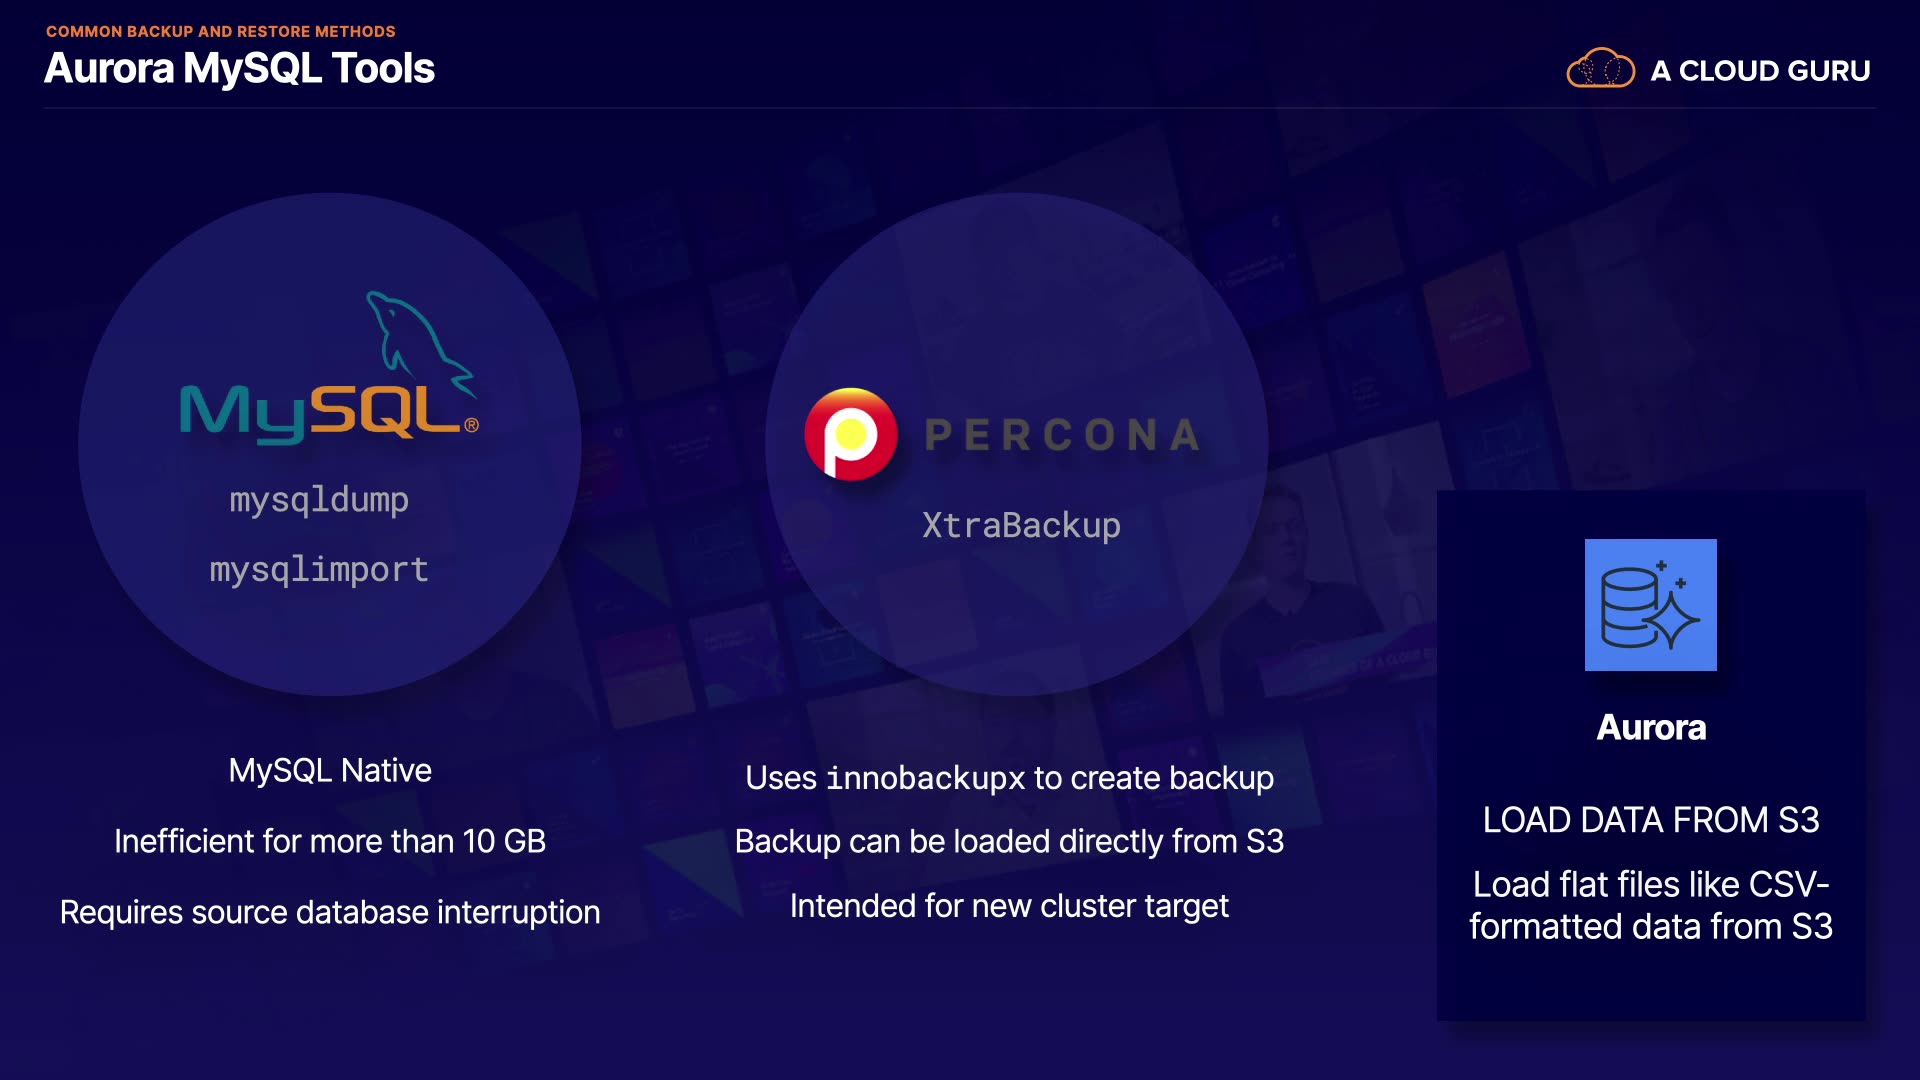 COMMON BACKUP AND RESTORE METHODS
Aurora MySQL Tools
A CLOUD GURU
MySQL®
mysqldump
mysqlimport
MySQL Native
Inefficient for more than 10 GB
Requires source database interruption
PERCONA
XtraBackup
Uses innobackupx to create backup
Backup can be loaded directly from S3
Intended for new cluster target
Aurora
LOAD DATA FROM S3
Load flat files like CSV-
formatted data from S3